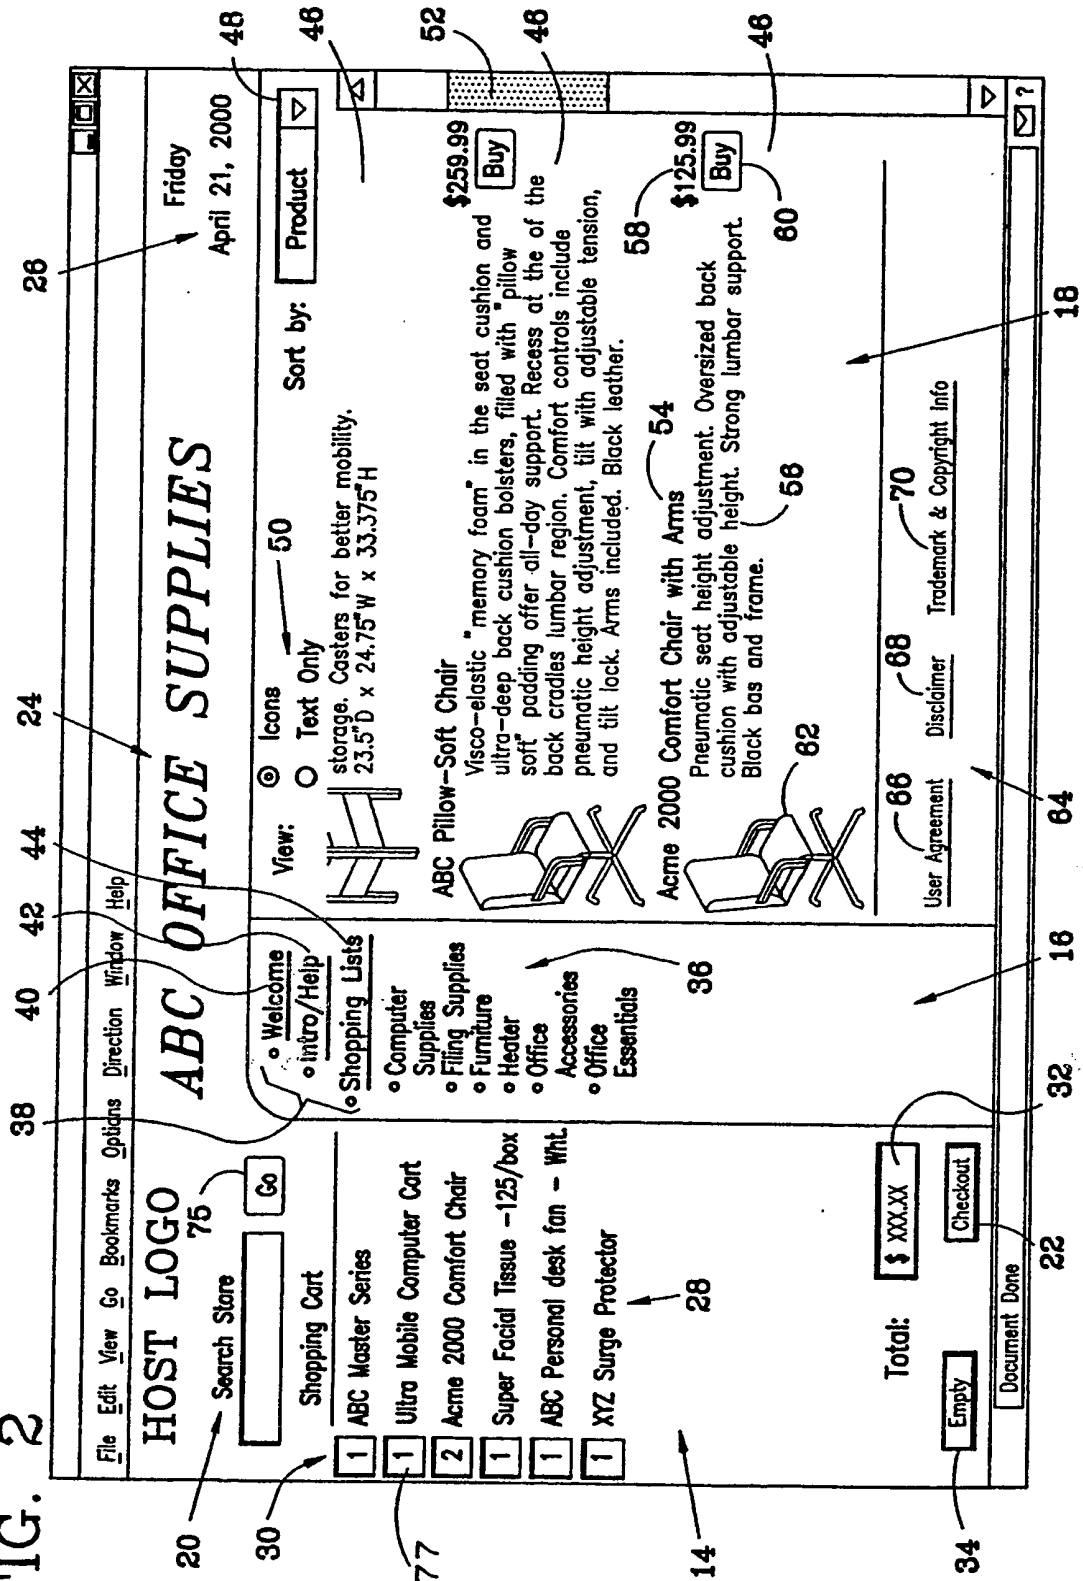 FIG. 2
26
24
44
42
40
38
File Edit View Go Bookmarks Options Direction Window Help
HOST LOGO
ABC OFFICE SUPPLIES
Friday
April 21, 2000
20
Search Store
75
Go
Shopping Cart
30
1 ABC Master Series
1 Ultra Mobile Computer Cart
2 Acme 2000 Comfort Chair
1 Super Facial Tissue -125/box
1 ABC Personal desk fan - Wht.
1 XYZ Surge Protector
77
28
14
Total:
$ XXX.XX
32
Empty
Checkout
34
22
Welcome
Intro/Help
Shopping Lists
Computer
Supplies
Filing Supplies
Furniture
Heater
Office
Accessories
Office
Essentials
36
16
View:
Icons
Text Only
50
Sort by:
Product
48
46
52
storage. Casters for better mobility.
23.5"D x 24.75"W x 33.375"H
ABC Pillow-Soft Chair
$259.99
Buy
Visco-elastic "memory foam" in the seat cushion and
ultra-deep back cushion bolsters, filled with "pillow
soft" padding offer all-day support. Recess at the of the
back cradles lumbar region. Comfort controls include
pneumatic height adjustment, tilt with adjustable tension,
and tilt lock. Arms included. Black leather.
46
Acme 2000 Comfort Chair with Arms
54
58
$125.99
Buy
60
46
Pneumatic seat height adjustment. Oversized back
cushion with adjustable height. Strong lumbar support.
Black bas and frame.
56
62
18
User Agreement
66
Disclaimer
68
Trademark & Copyright Info
70
64
Document Done
?